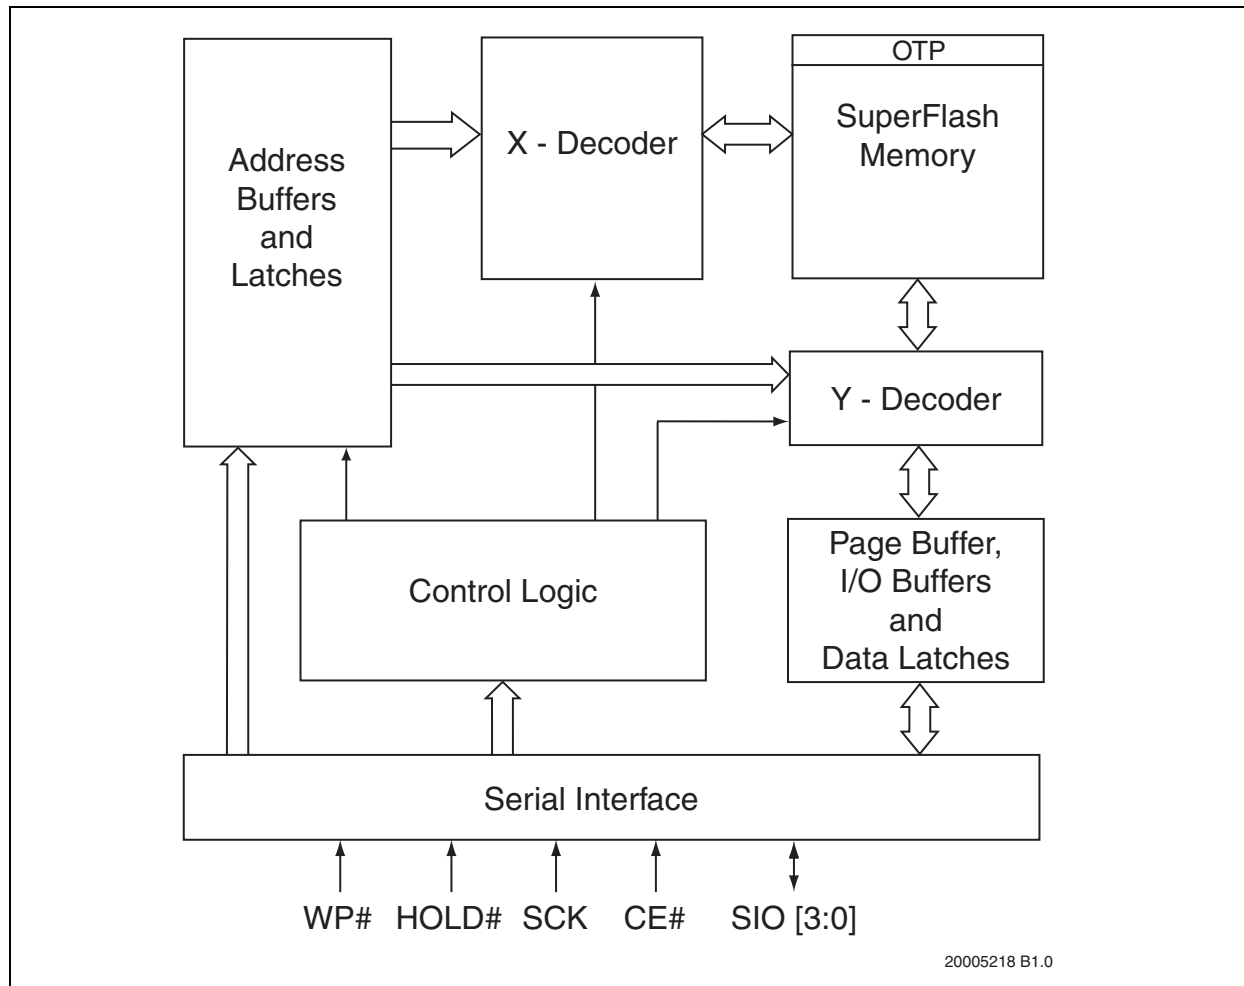 OTP
SuperFlash
Memory
X - Decoder
Address
Buffers
and
Latches
Y - Decoder
Control Logic
Page Buffer,
I/O Buffers
and
Data Latches
Serial Interface
WP# HOLD# SCK CE# SIO [3:0]
20005218 B1.0